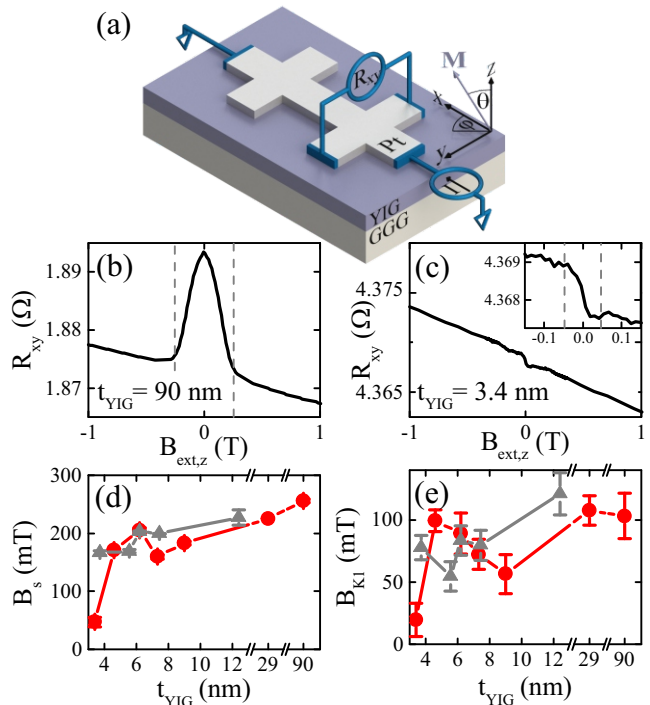 (a)
R_xy
M
z
θ
x
φ
y
Pt
I
YIG
GGG
(b)
1.89
1.88
1.87
R_xy (Ω)
t_YIG = 90 nm
-1 0 1
B_ext,z (T)
(c)
4.375
4.365
R_xy (Ω)
4.369
4.368
-0.1 0.0 0.1
t_YIG = 3.4 nm
-1 0 1
B_ext,z (T)
(d)
300
200
100
0
B_s (mT)
4 6 8 10 12 29 90
t_YIG (nm)
(e)
100
50
0
B_K1 (mT)
4 6 8 10 12 29 90
t_YIG (nm)